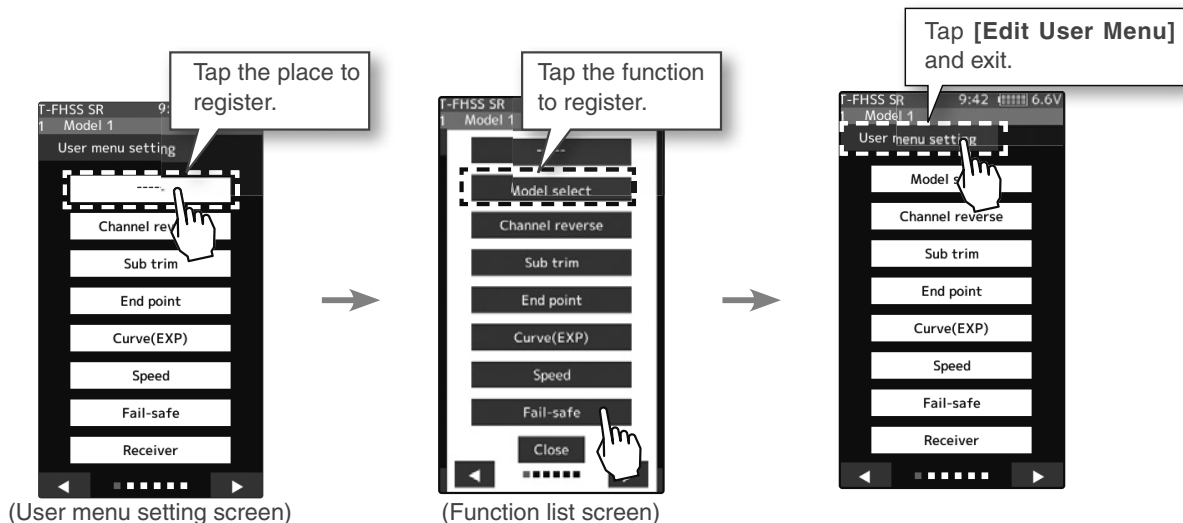 Tap the place to
register.
T-FHSS SR 9:
1 Model 1
User menu setting
----
Channel rev
Sub trim
End point
Curve(EXP)
Speed
Fail-safe
Receiver
(User menu setting screen)
Tap the function
to register.
T-FHSS SR
1 Model 1
----
Model select
Channel reverse
Sub trim
End point
Curve(EXP)
Speed
Fail-safe
Close
(Function list screen)
Tap [Edit User Menu]
and exit.
T-FHSS SR 9:42 6.6V
1 Model 1
User menu setting
Model s
Channel reverse
Sub trim
End point
Curve(EXP)
Speed
Fail-safe
Receiver